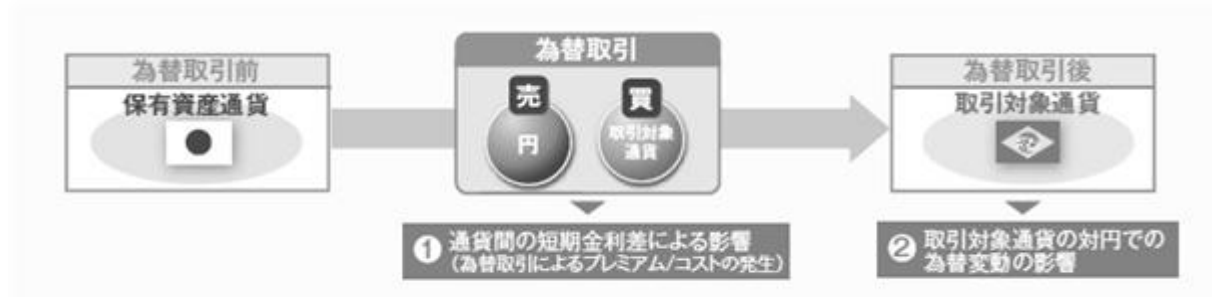 為替取引前
保有資産通貨
為替取引
売
円
買
取引対象
通貨
為替取引後
取引対象通貨
❶ 通貨間の短期金利差による影響
(為替取引によるプレミアム/コストの発生)
❷ 取引対象通貨の対円での
為替変動の影響